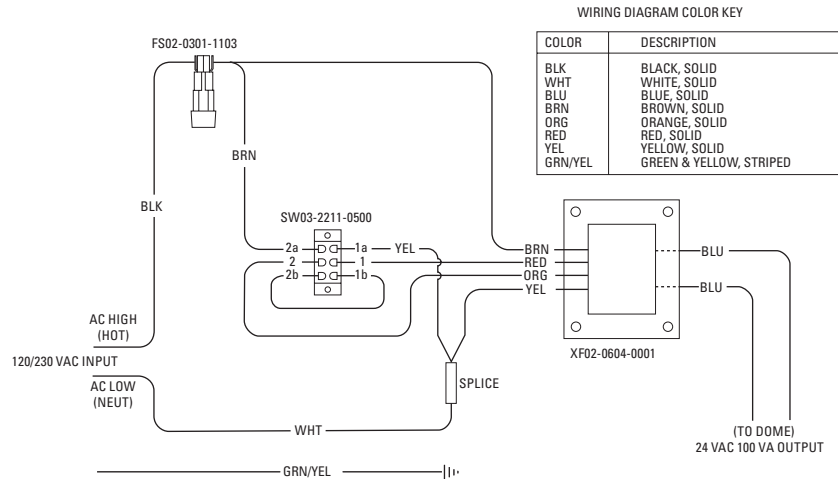 WIRING DIAGRAM COLOR KEY
COLOR DESCRIPTION
BLK BLACK, SOLID
WHT WHITE, SOLID
BLU BLUE, SOLID
BRN BROWN, SOLID
ORG ORANGE, SOLID
RED RED, SOLID
YEL YELLOW, SOLID
GRN/YEL GREEN & YELLOW, STRIPED
FS02-0301-1103
BRN
BLK
SW03-2211-0500
2a 1a YEL
2 1
2b 1b
BRN
RED
ORG
YEL
BLU
BLU
XF02-0604-0001
AC HIGH
(HOT)
120/230 VAC INPUT
AC LOW
(NEUT)
SPLICE
WHT
(TO DOME)
24 VAC 100 VA OUTPUT
GRN/YEL